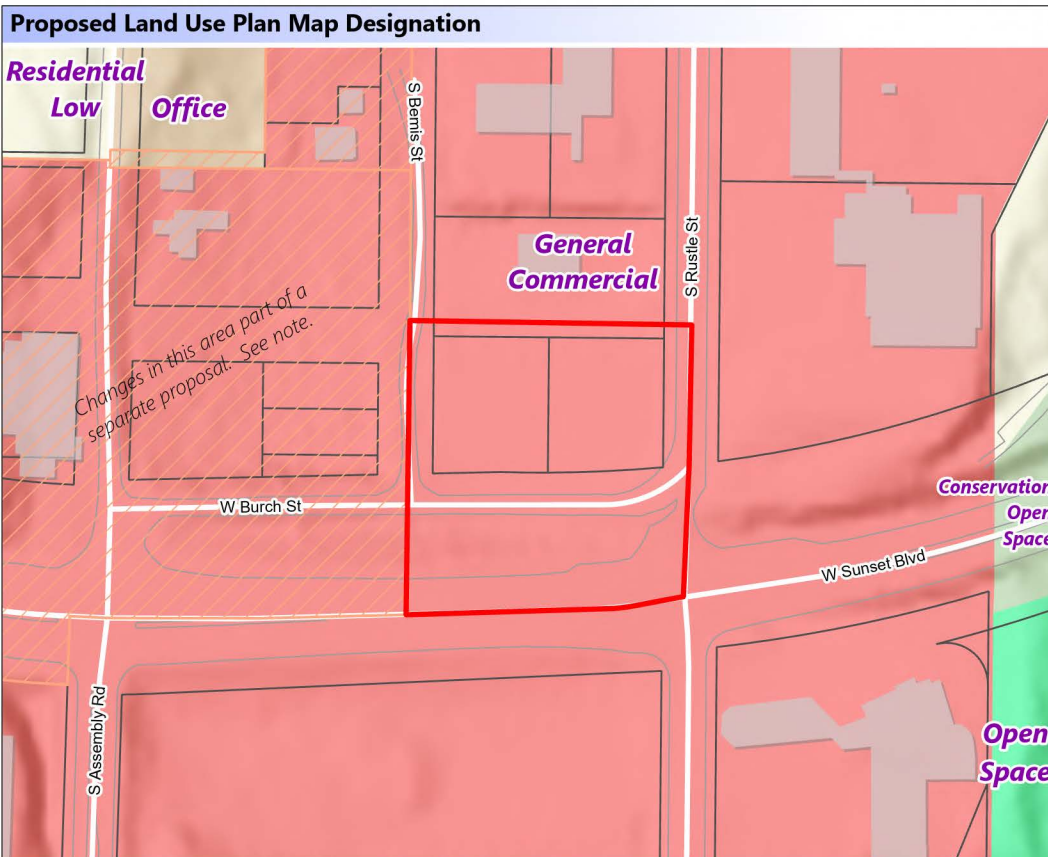 Proposed Land Use Plan Map Designation
Residential
Low
Office
S Bemis St
S Rustle St
General
Commercial
Changes in this area part of a
separate proposal. See note.
W Burch St
Conservation
Open
Space
W Sunset Blvd
S Assembly Rd
Open
Space